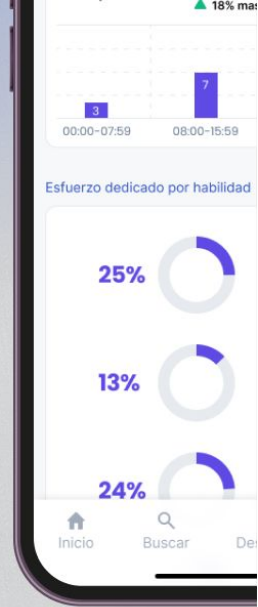 18% mas
7
3
00:00-07:59 08:00-15:59
Esfuerzo dedicado por habilidad
25%
13%
24%
Inicio Buscar Des